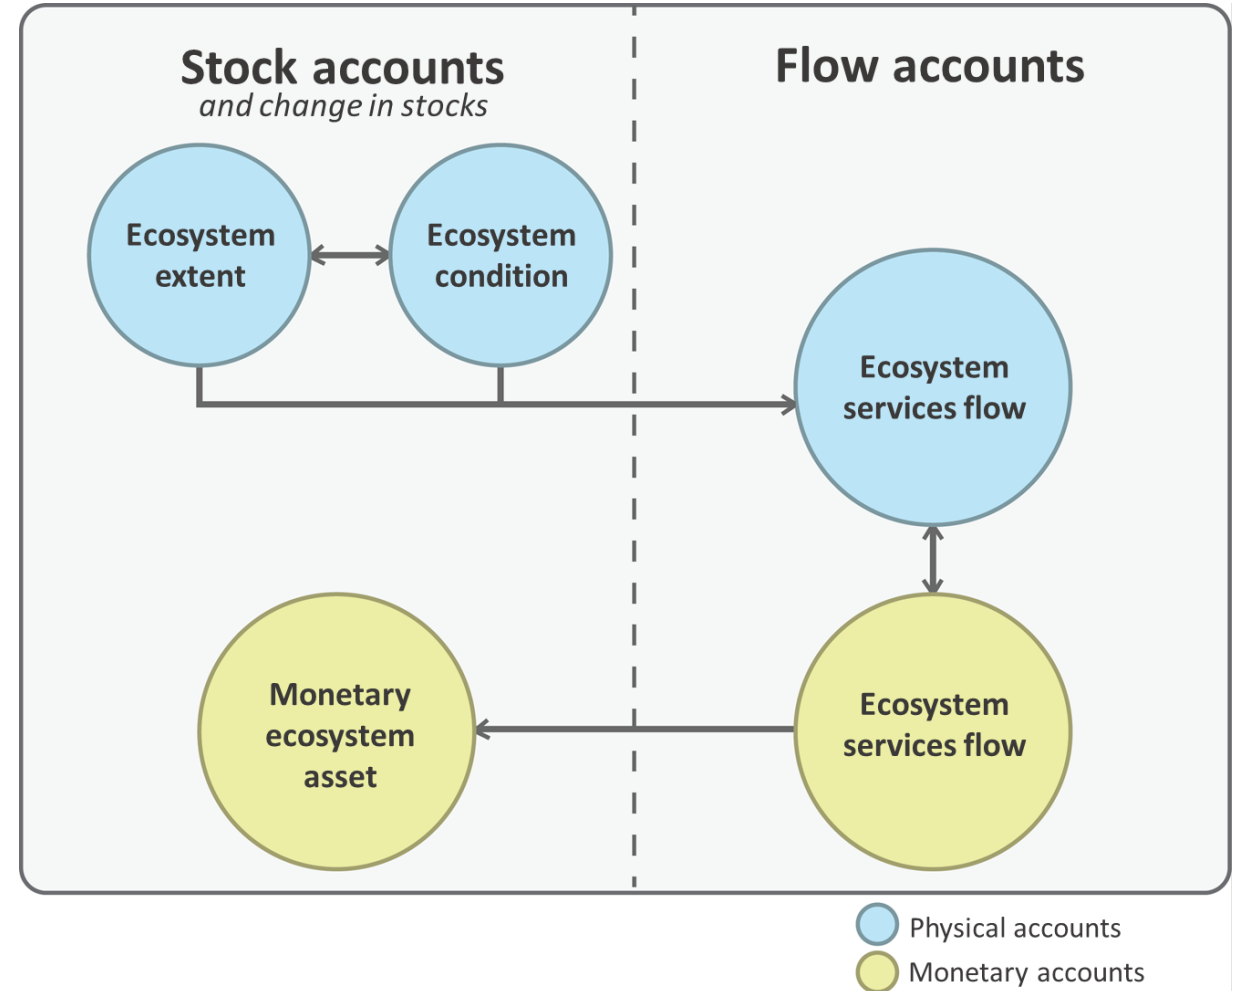 Stock accounts
and change in stocks
Flow accounts
Ecosystem
extent
Ecosystem
condition
Ecosystem
services flow
Monetary
ecosystem
asset
Ecosystem
services flow
Physical accounts
Monetary accounts